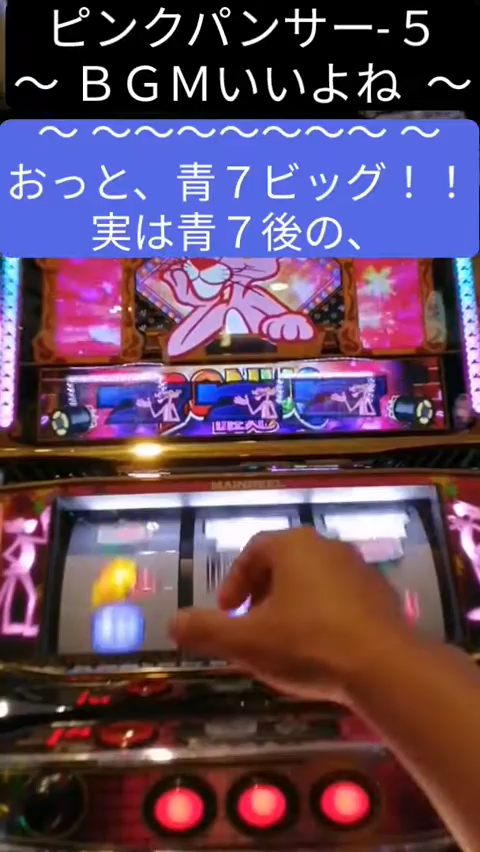 ピンクパンサー-５
～ ＢＧＭいいよね ～
～ ～～～～～～～ ～
おっと、青７ビッグ！！
実は青７後の、
MAINREEL